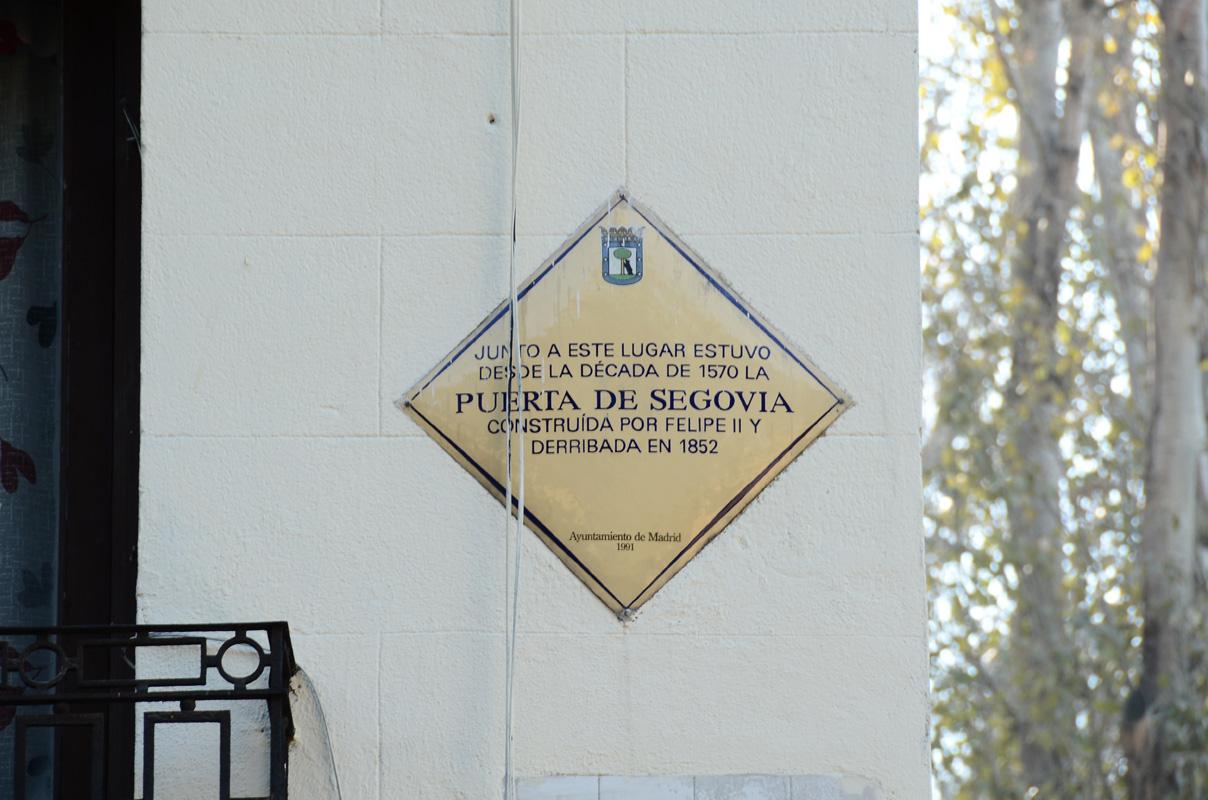 JUNTO A ESTE LUGAR ESTUVO
DESDE LA DÉCADA DE 1570 LA
PUERTA DE SEGOVIA
CONSTRUÍDA POR FELIPE II Y
DERRIBADA EN 1852
Ayuntamiento de Madrid
1991